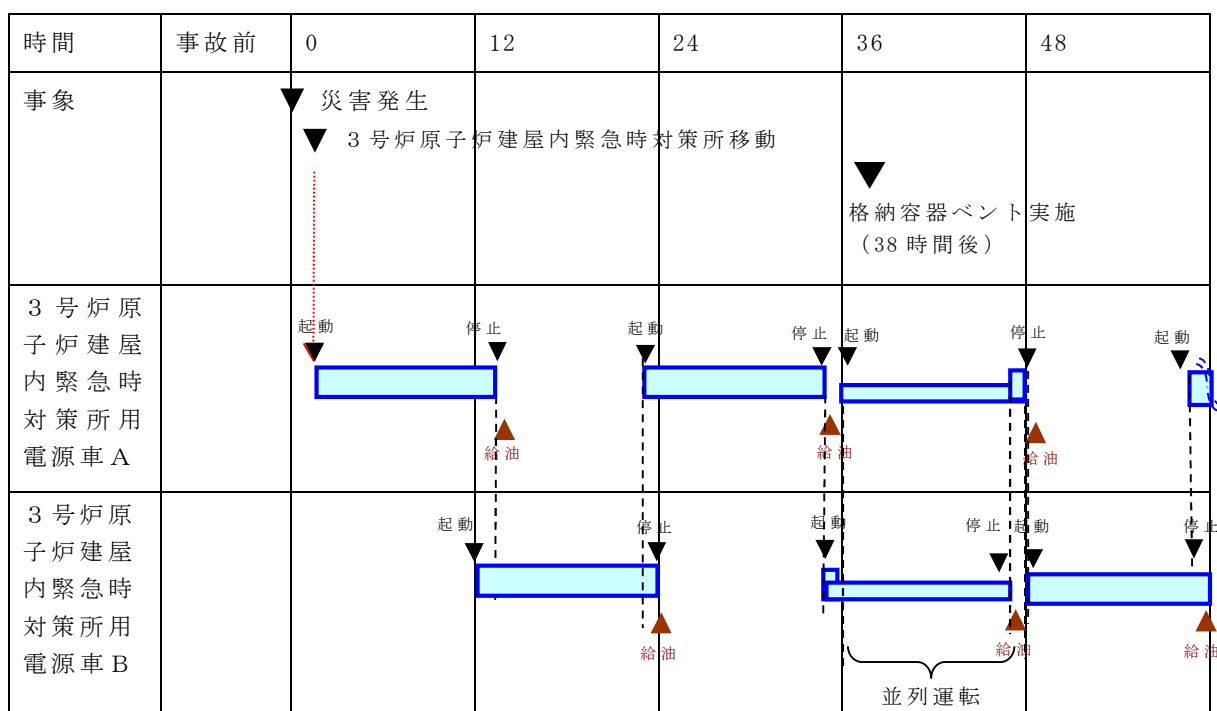 時間 事故前 0 12 24 36 48
事象
災害発生
３号炉原子炉建屋内緊急時対策所移動
格納容器ベント実施
（38 時間後）
３号炉原
子炉建屋
内緊急時
対策所用
電源車Ａ
起動 停止 起動 停止 起動 停止 起動
給油 給油 給油
３号炉原
子炉建屋
内緊急時
対策所用
電源車Ｂ
起動 停止 起動 停止 起動 停止
給油 給油 給油
並列運転